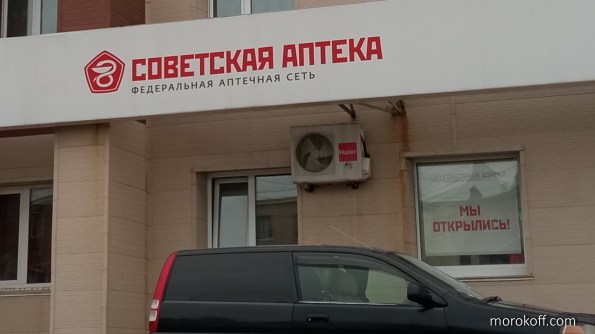 СОВЕТСКАЯ АПТЕКА
ФЕДЕРАЛЬНАЯ АПТЕЧНАЯ СЕТЬ
Haier
МЫ
ОТКРЫЛИСЬ!
morokoff.com